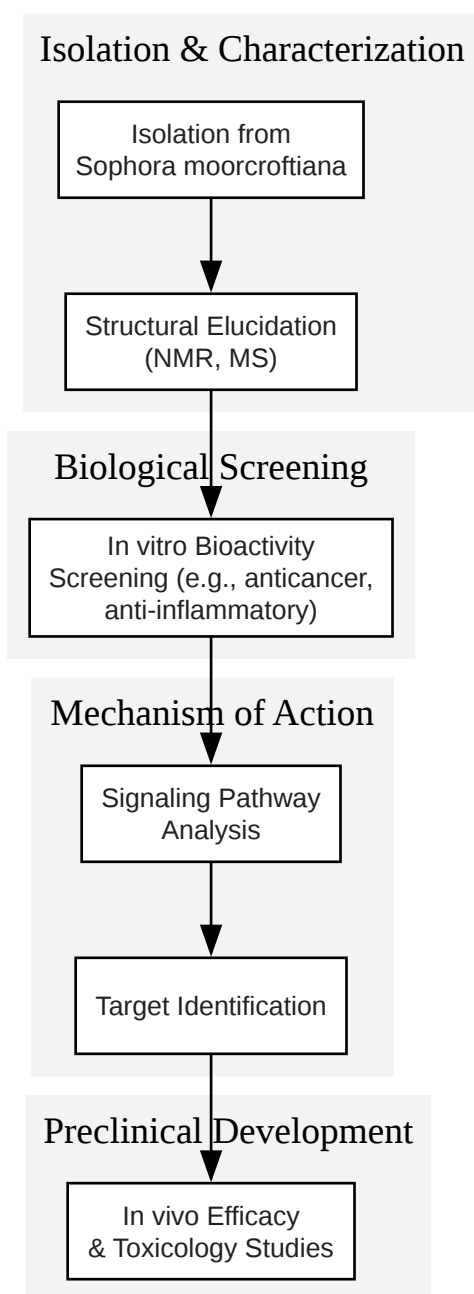 Isolation & Characterization
Isolation from
Sophora moorcroftiana
Structural Elucidation
(NMR, MS)
Biological Screening
In vitro Bioactivity
Screening (e.g., anticancer,
anti-inflammatory)
Mechanism of Action
Signaling Pathway
Analysis
Target Identification
Preclinical Development
In vivo Efficacy
& Toxicology Studies